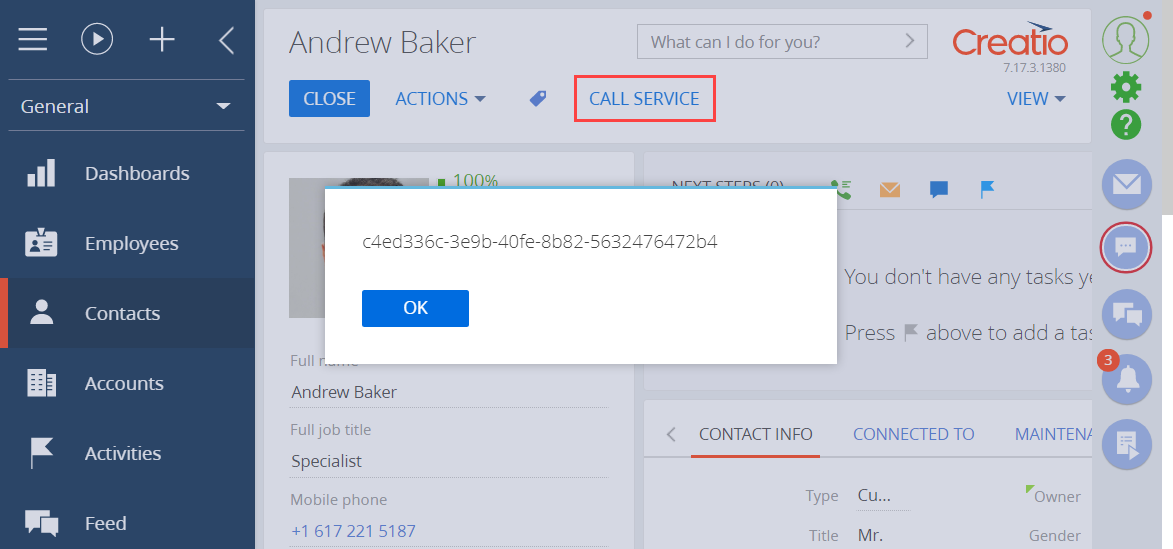 General
Dashboards
Employees
Contacts
Accounts
Activities
Feed
Andrew Baker
What can I do for you?
Creatio
7.17.3.1380
CLOSE
ACTIONS
CALL SERVICE
VIEW
100%
NEXT STEPS (0)
c4ed336c-3e9b-40fe-8b82-5632476472b4
OK
You don't have any tasks ye
Press above to add a tas
Full name
Andrew Baker
Full job title
Specialist
Mobile phone
+1 617 221 5187
CONTACT INFO
CONNECTED TO
MAINTENA
Type
Cu...
Owner
Title
Mr.
Gender
?
3